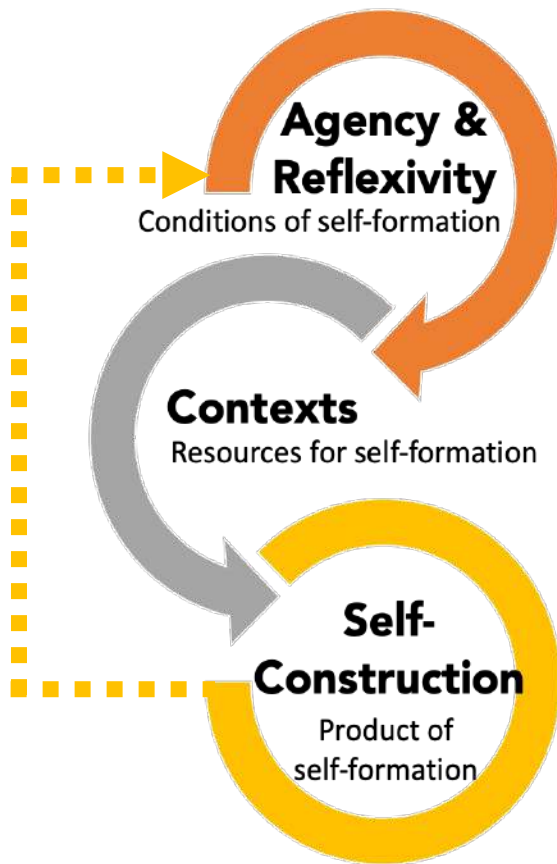 Agency &
Reflexivity
Conditions of self-formation
Contexts
Resources for self-formation
Self-
Construction
Product of
self-formation